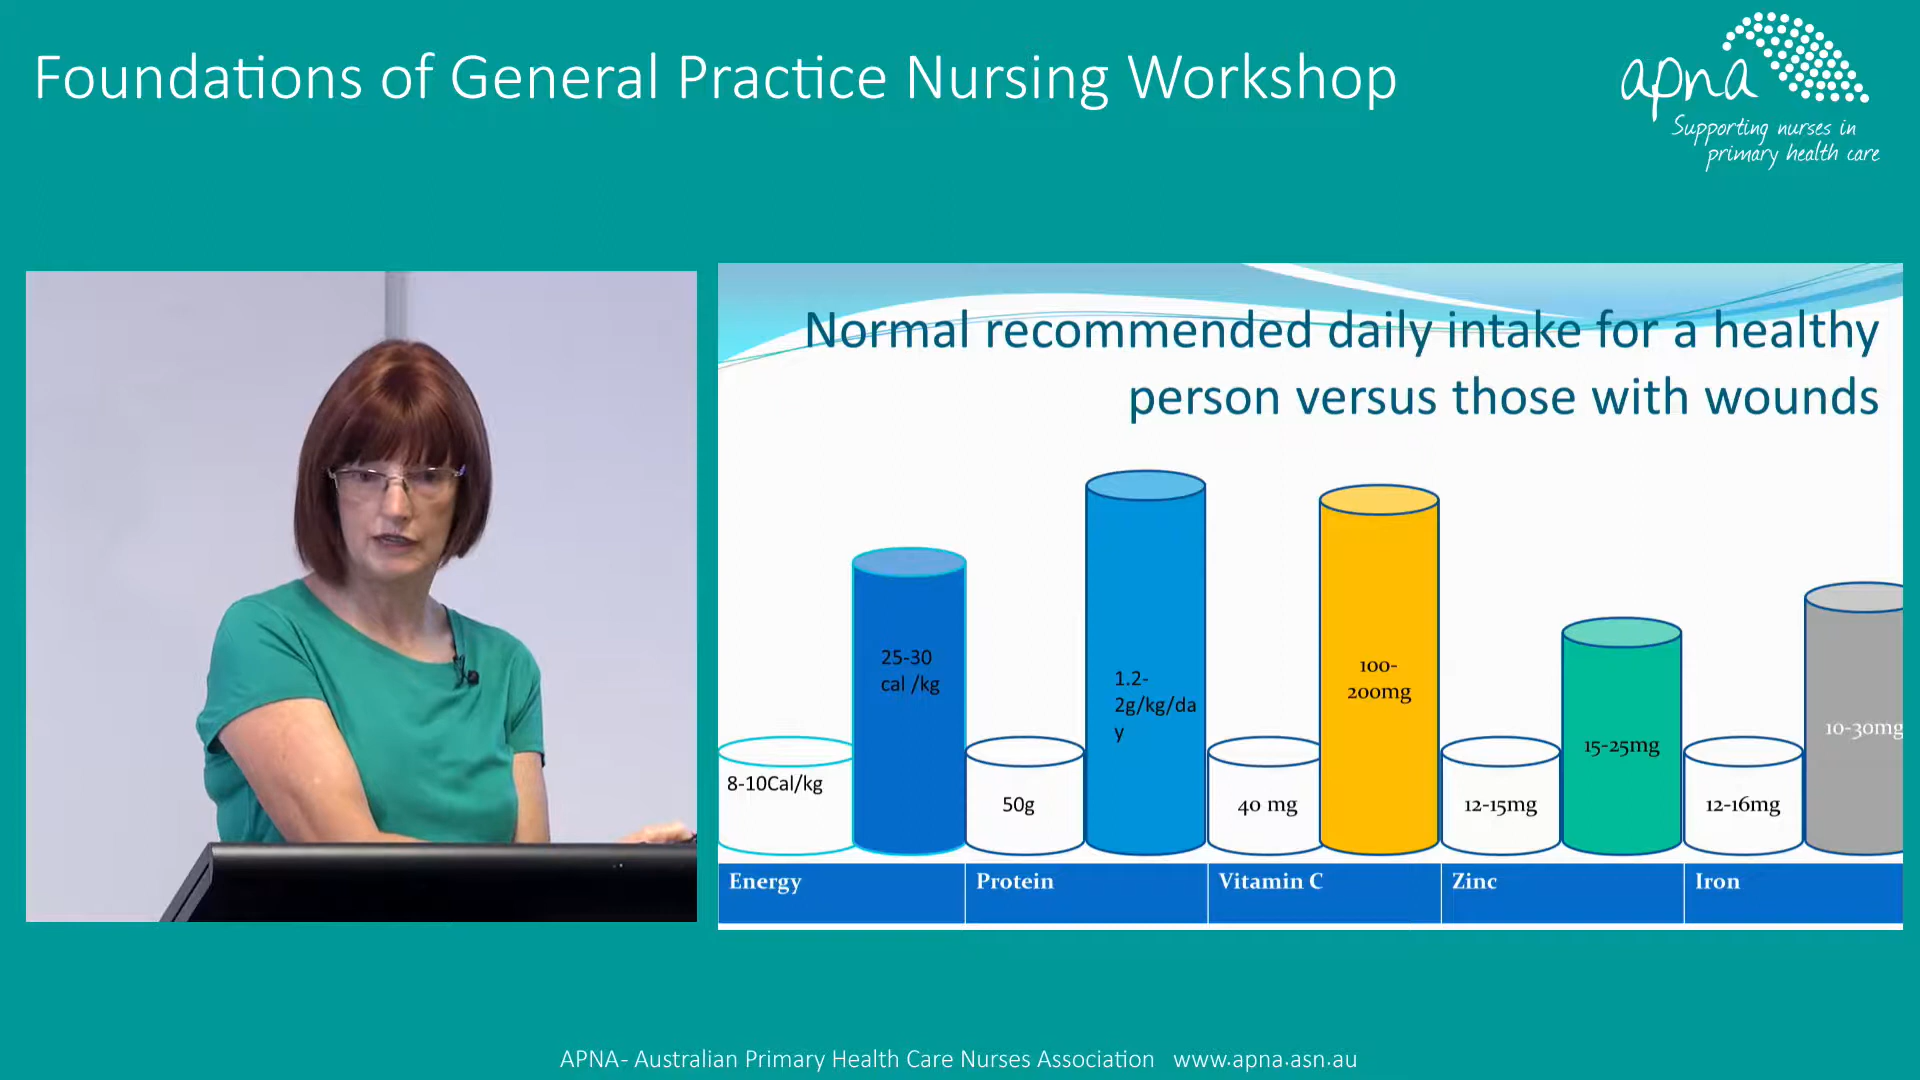 Foundations of General Practice Nursing Workshop
apna
Supporting nurses in
primary health care
Normal recommended daily intake for a healthy
person versus those with wounds
8-10Cal/kg
25-30
cal /kg
50g
1.2-
2g/kg/da
y
40 mg
100-
200mg
12-15mg
15-25mg
12-16mg
10-30mg
Energy
Protein
Vitamin C
Zinc
Iron
APNA- Australian Primary Health Care Nurses Association www.apna.asn.au